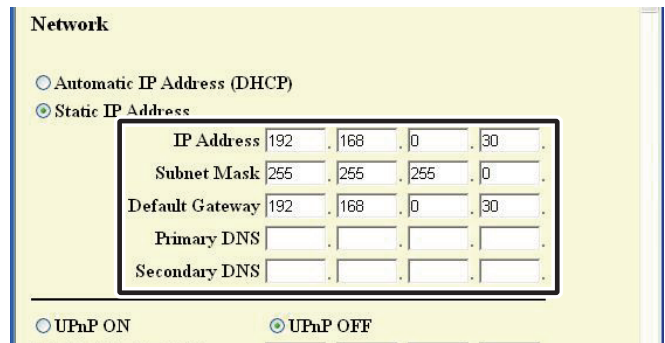 Network
Automatic IP Address (DHCP)
Static IP Address
IP Address 192 . 168 . 0 . 30 .
Subnet Mask 255 . 255 . 255 . 0 .
Default Gateway 192 . 168 . 0 . 30 .
Primary DNS . . . .
Secondary DNS . . . .
UPnP ON UPnP OFF